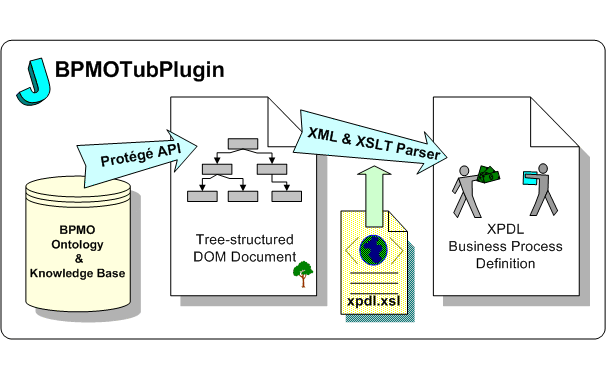 BPMOTubPlugin
Protégé API
XML & XSLT Parser
BPMO
Ontology
&
Knowledge Base
Tree-structured
DOM Document
xpdl.xsl
XPDL
Business Process
Definition